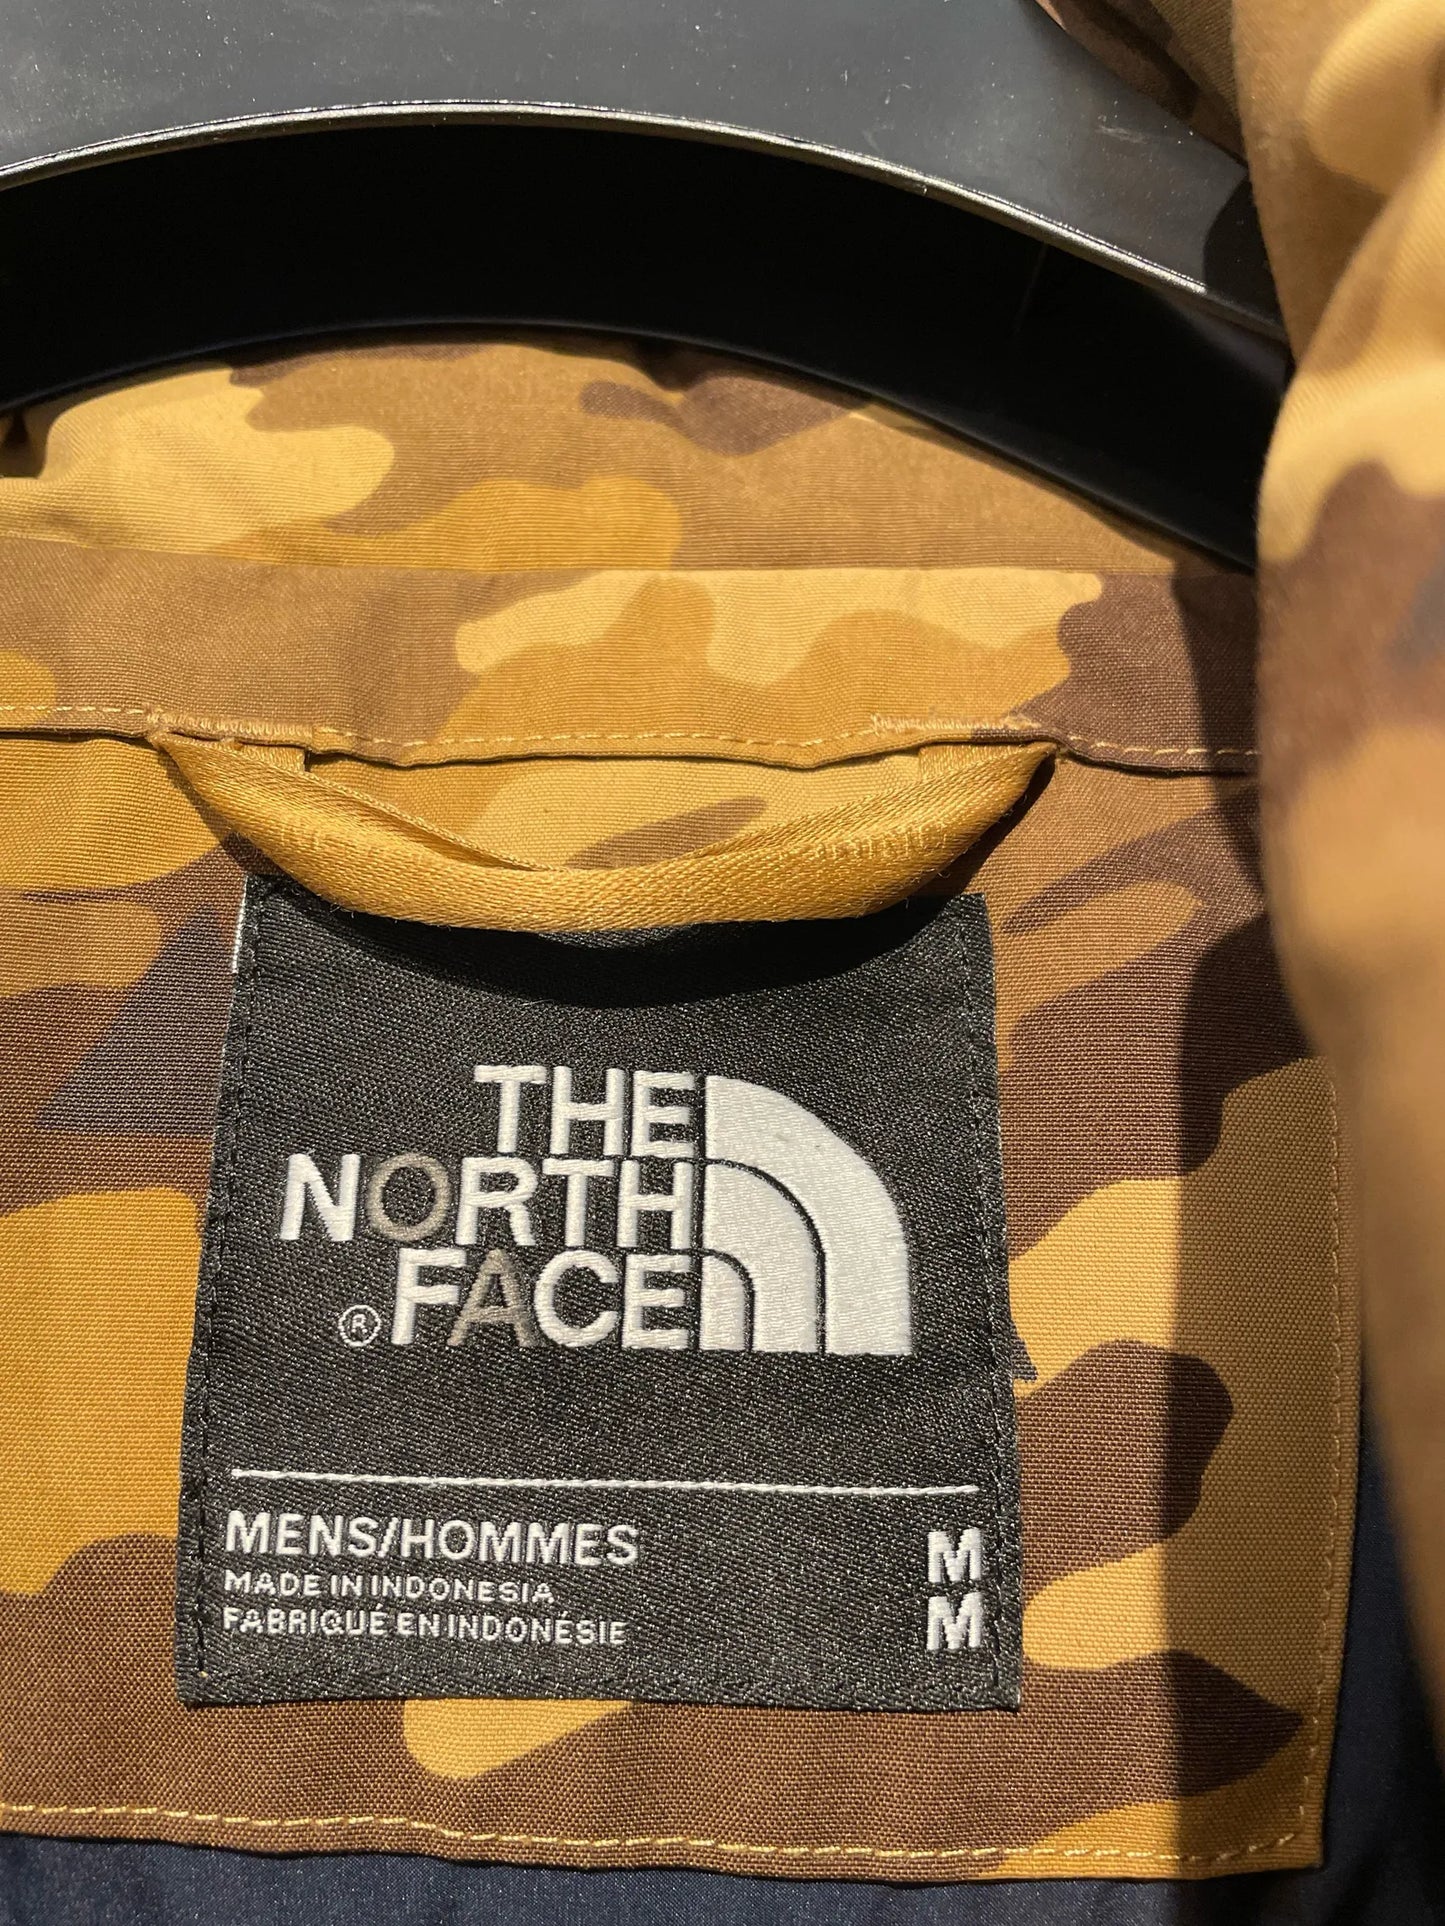 THE
NORTH
® FACE
MENS/HOMMES M
MADE IN INDONESIA
FABRIQUÉ EN INDONÉSIE M